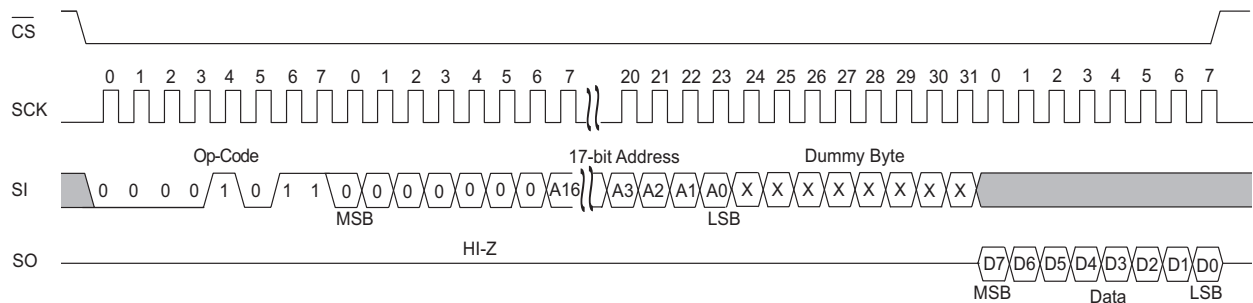 CS
0 1 2 3 4 5 6 7 0 1 2 3 4 5 6 7 20 21 22 23 24 25 26 27 28 29 30 31 0 1 2 3 4 5 6 7
SCK
Op-Code 17-bit Address Dummy Byte
SI 0 0 0 0 1 0 1 1 0 0 0 0 0 0 0 A16 A3 A2 A1 A0 X X X X X X X X
MSB LSB
HI-Z
SO D7 D6 D5 D4 D3 D2 D1 D0
MSB Data LSB